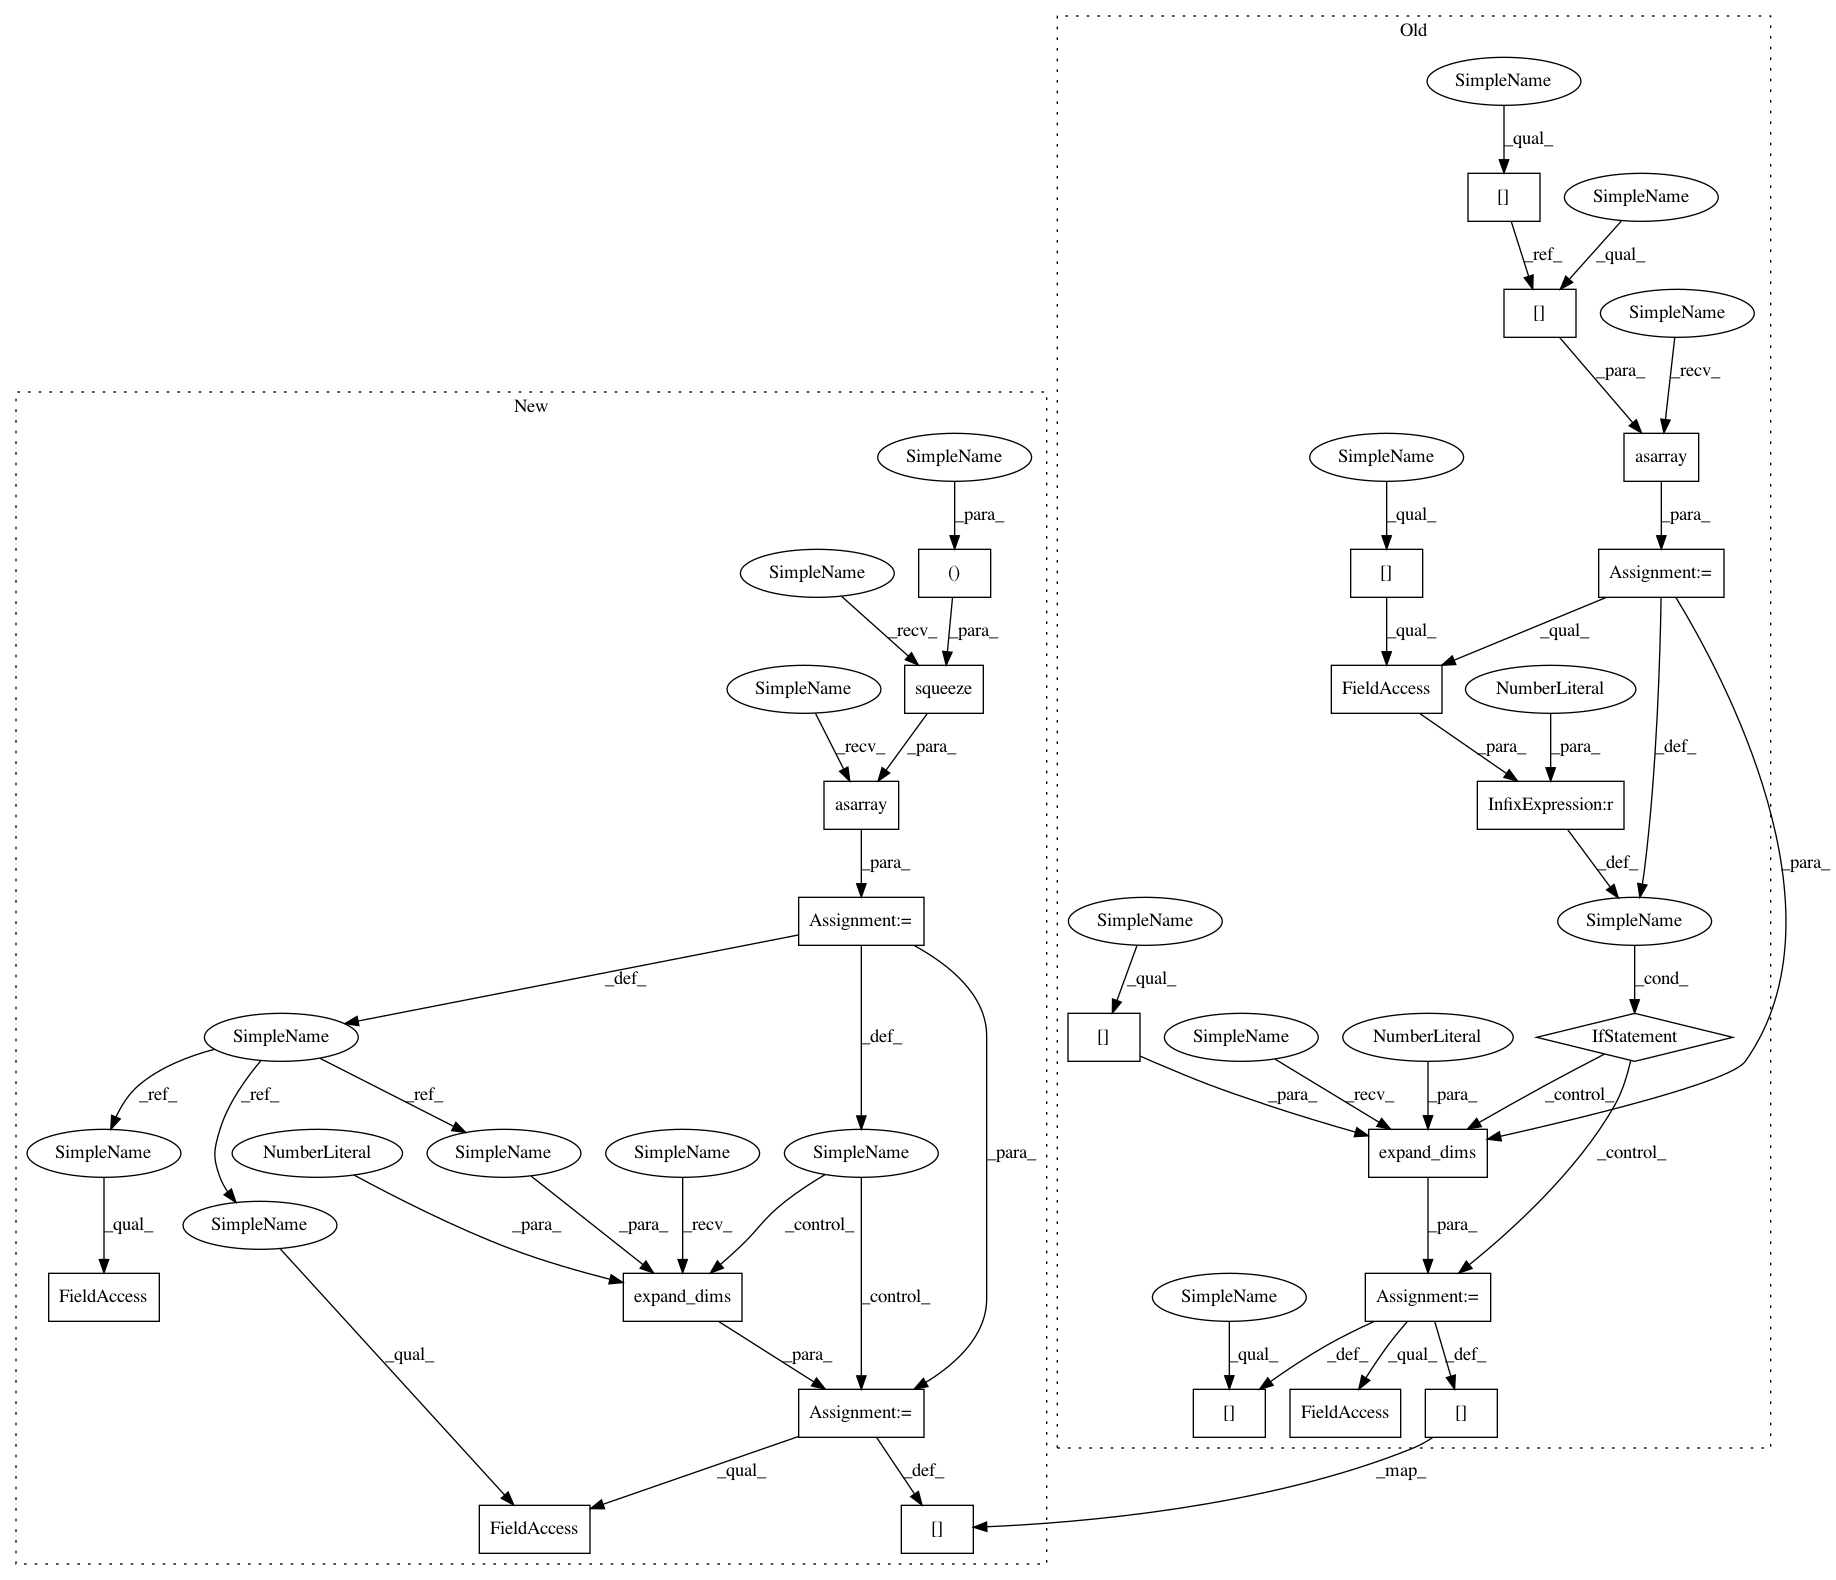 Old
SimpleName
_qual_
[]
SimpleName
_ref_
_qual_
[]
SimpleName
_para_
_recv_
New
SimpleName
SimpleName
asarray
_para_
_qual_
_para_
SimpleName
()
[]
Assignment:=
_recv_
_para_
_qual_
_qual_
SimpleName
squeeze
FieldAccess
NumberLiteral
_recv_
_para_
_para_
_para_
_def_
asarray
InfixExpression:r
_para_
_def_
_para_
Assignment:=
SimpleName
SimpleName
_def_
_qual_
_cond_
SimpleName
_def_
[]
SimpleName
NumberLiteral
IfStatement
_ref_
_ref_
_ref_
_para_
_recv_
_para_
_control_
SimpleName
NumberLiteral
SimpleName
SimpleName
SimpleName
_para_
expand_dims
_control_
_qual_
SimpleName
_para_
_para_
_recv_
_control_
_para_
FieldAccess
expand_dims
_control_
SimpleName
Assignment:=
_qual_
_para_
_qual_
_def_
_qual_
_def_
Assignment:=
[]
FieldAccess
[]
_qual_
_def_
_map_
FieldAccess
[]